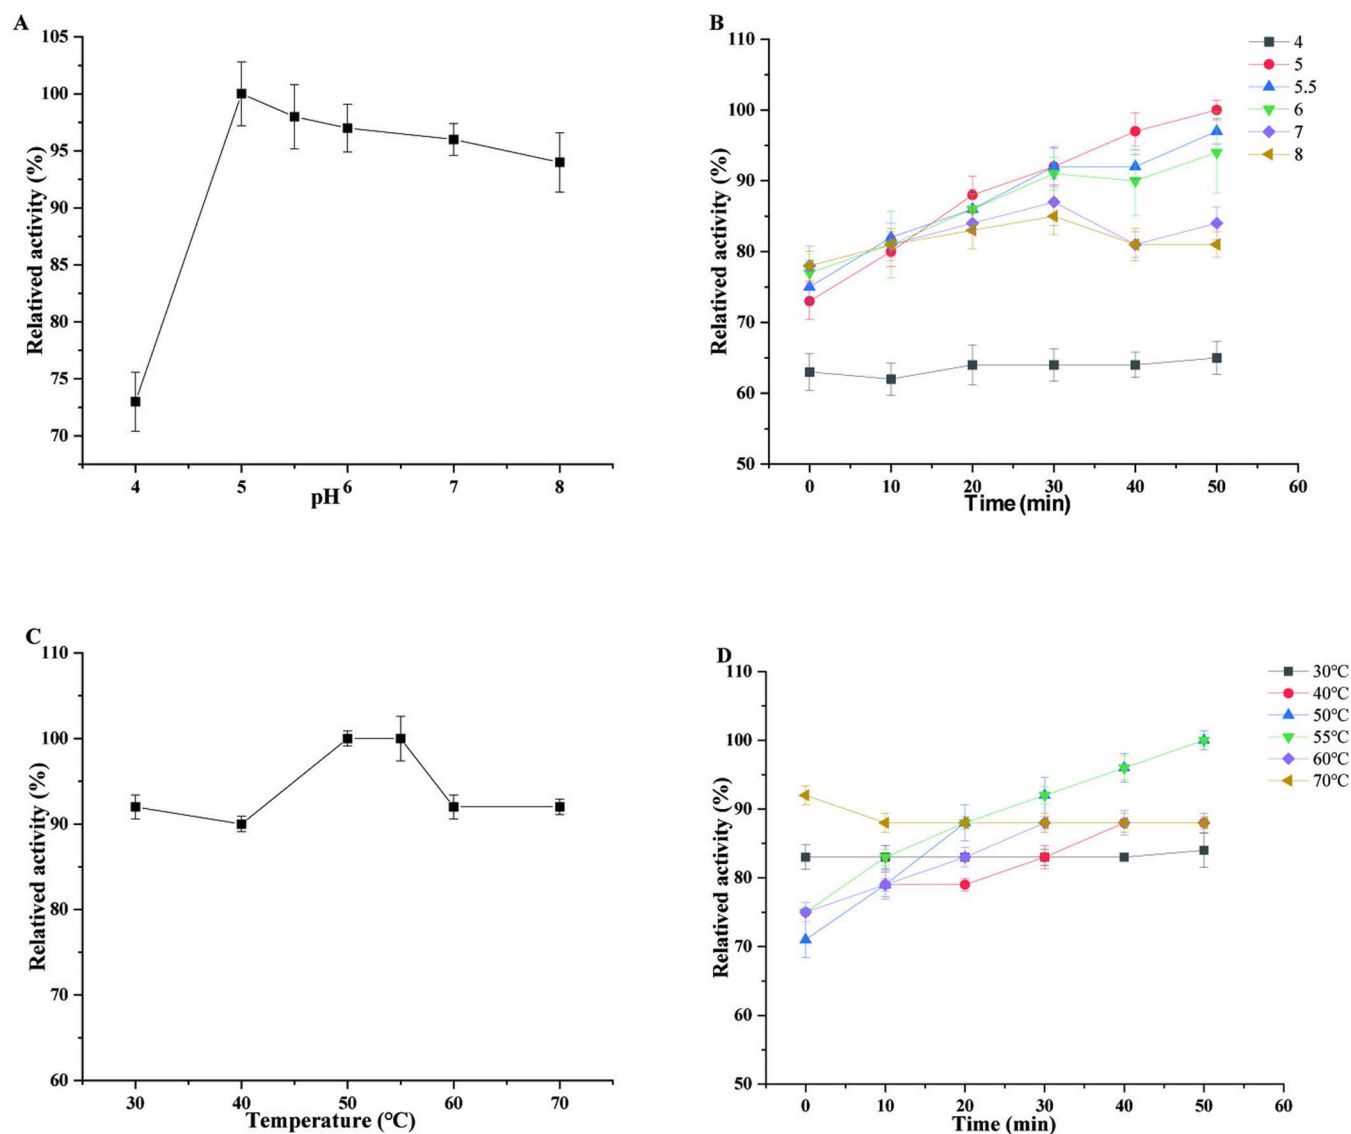 A
Relatived activity (%)
105
100
95
90
85
80
75
70
4 5 6 7 8
pH
B
Relatived activity (%)
110
100
90
80
70
60
50
0 10 20 30 40 50 60
Time (min)
4
5
5.5
6
7
8
C
Relatived activity (%)
110
100
90
80
70
60
30 40 50 60 70
Temperature (°C)
D
Relatived activity (%)
110
100
90
80
70
60
50
0 10 20 30 40 50 60
Time (min)
30°C
40°C
50°C
55°C
60°C
70°C